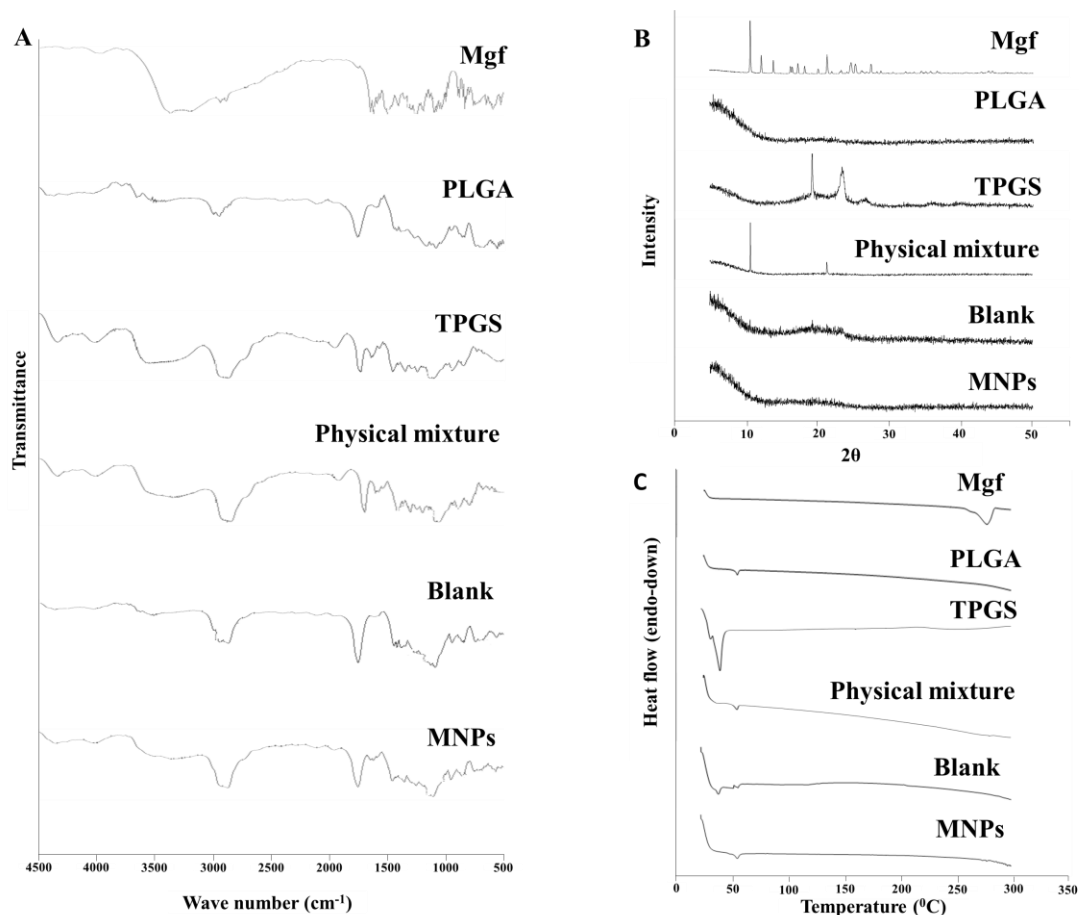 A
Mgf
PLGA
TPGS
Physical mixture
Blank
MNPs
Transmittance
4500 4000 3500 3000 2500 2000 1500 1000 500
Wave number (cm⁻¹)
B
Mgf
PLGA
TPGS
Physical mixture
Blank
MNPs
Intensity
0 10 20 30 40 50
2θ
C
Mgf
PLGA
TPGS
Physical mixture
Blank
MNPs
Heat flow (endo-down)
0 50 100 150 200 250 300 350
Temperature (⁰C)